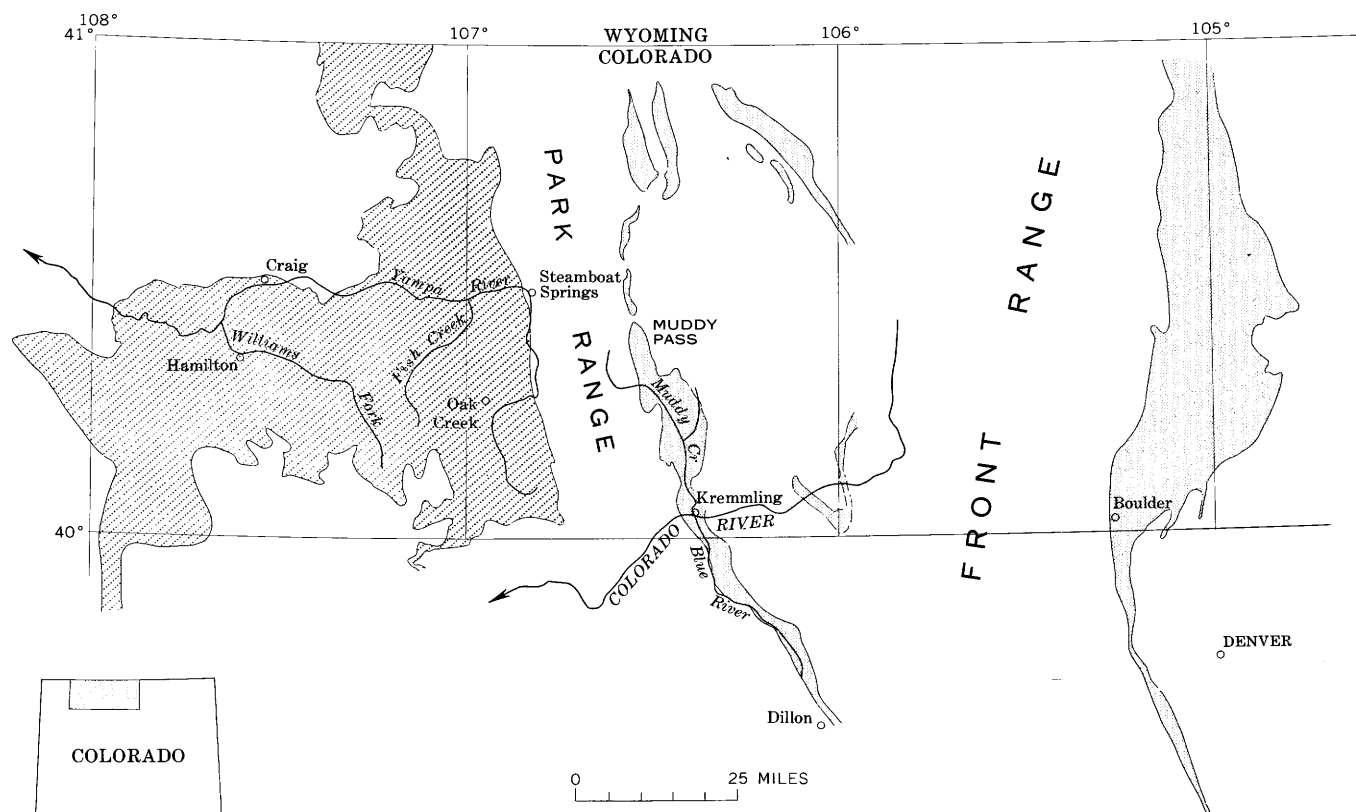 108°
107°
106°
105°
41°
WYOMING
COLORADO
PARK
RANGE
FRONT
RANGE
Craig
Yampa River
Steamboat
Springs
MUDDY
PASS
Williams Fork
Hamilton
Fish Creek
Oak
Creek
Muddy Cr
Kremmling
COLORADO RIVER
Blue River
Boulder
40°
DENVER
Dillon
COLORADO
0 25 MILES